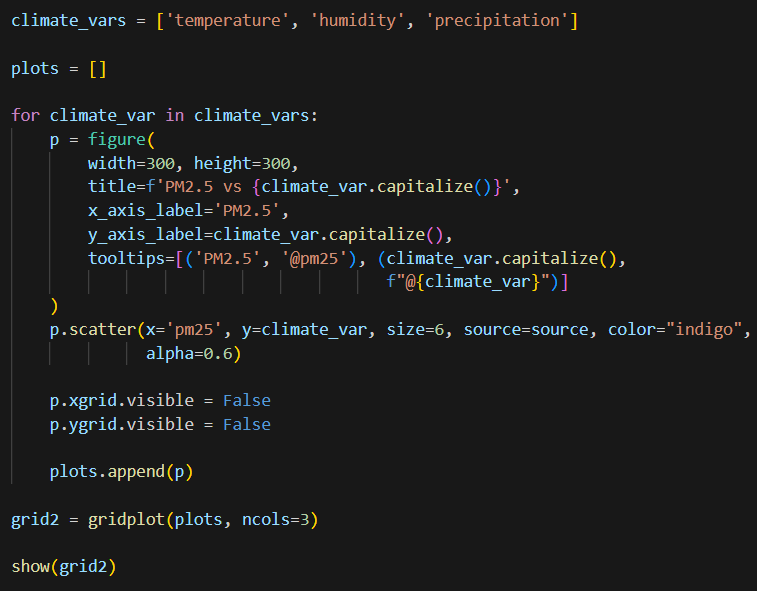 climate_vars = ['temperature', 'humidity', 'precipitation']
plots = []
for climate_var in climate_vars:
    p = figure(
        width=300, height=300,
        title=f'PM2.5 vs {climate_var.capitalize()}',
        x_axis_label='PM2.5',
        y_axis_label=climate_var.capitalize(),
        tooltips=[('PM2.5', '@pm25'), (climate_var.capitalize(),
                                       f"@{climate_var}")]
    )
    p.scatter(x='pm25', y=climate_var, size=6, source=source, color="indigo",
              alpha=0.6)
    p.xgrid.visible = False
    p.ygrid.visible = False
    plots.append(p)
grid2 = gridplot(plots, ncols=3)
show(grid2)